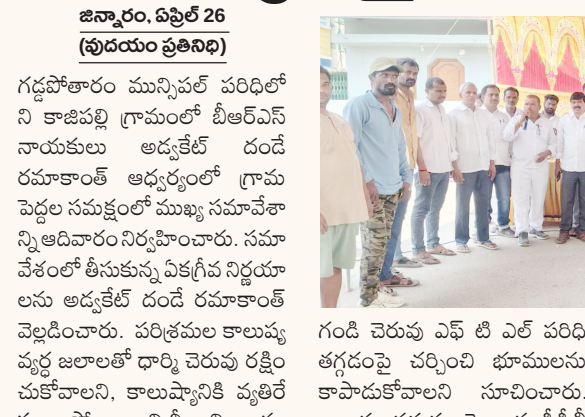 జిన్నారం, ఏప్రిల్ 26
(వుదయం ప్రతినిధి)
గడ్డపోతారం మున్సిపల్ పరిధిలో
ని కాజిపల్లి గ్రామంలో బీఆర్ఎస్
నాయకులు అడ్వకేట్ దండే
రమాకాంత్ ఆధ్వర్యంలో గ్రామ
పెద్దల సమక్షంలో ముఖ్య సమావేశా
న్ని ఆదివారం నిర్వహించారు. సమా
వేశంలో తీసుకున్న ఏకగ్రీవ నిర్ణయా
లను అడ్వకేట్ దండే రమాకాంత్
వెల్లడించారు. పరిశ్రమల కాలుష్య
వ్యర్థ జలాలతో ధార్మి చెరువు రక్షిం
చుకోవాలని, కాలుష్యానికి వ్యతిరే
గండి చెరువు ఎఫ్ టి ఎల్ పరిధి
తగ్గడంపై చర్చించి భూములను
కాపాడుకోవాలని సూచించారు